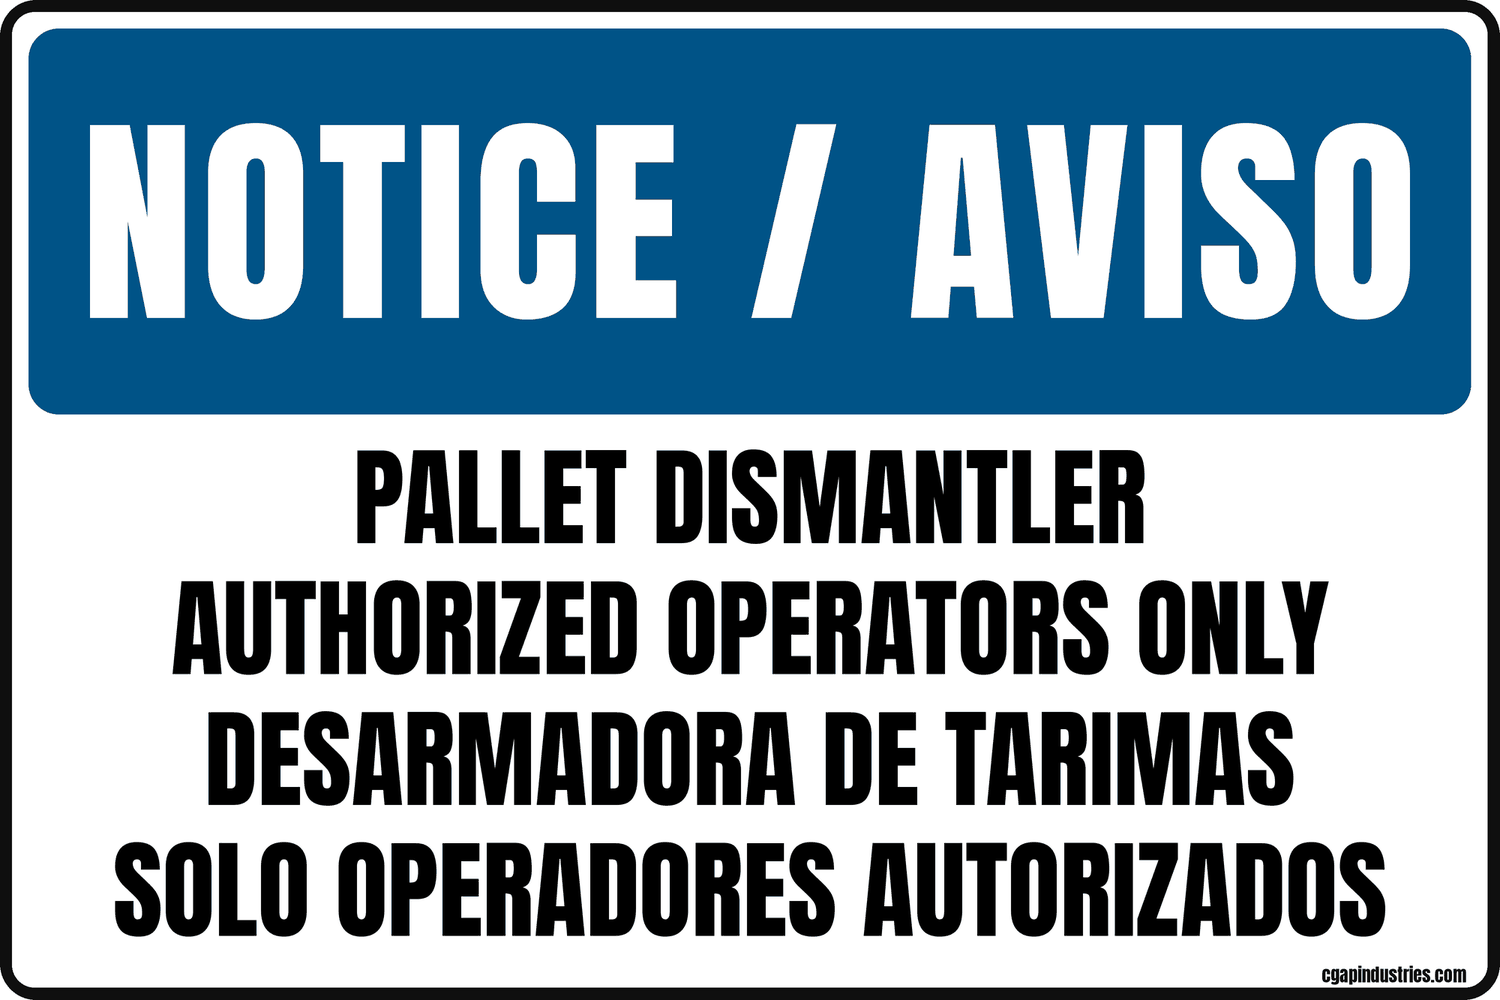 NOTICE / AVISO
PALLET DISMANTLER
AUTHORIZED OPERATORS ONLY
DESARMADORA DE TARIMAS
SOLO OPERADORES AUTORIZADOS
cgapindustries.com